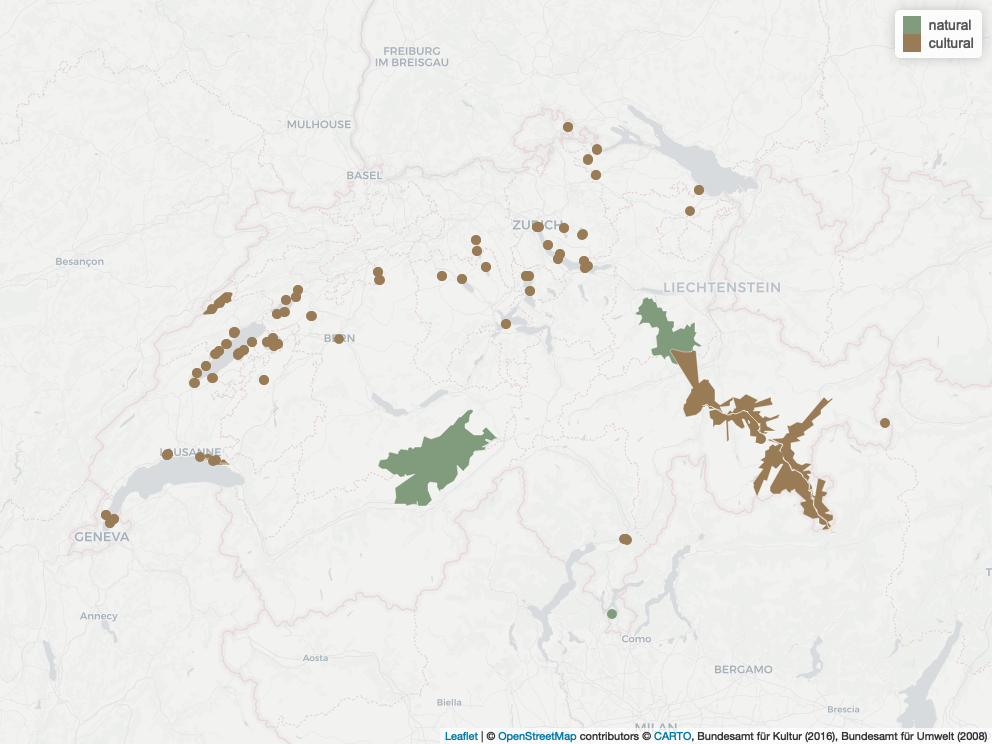 natural
cultural
FREIBURG
IM BREISGAU
MULHOUSE
BASEL
ZURICH
Besançon
LIECHTENSTEIN
BERN
LAUSANNE
GENEVA
Annecy
Como
Aosta
BERGAMO
Biella
Brescia
MILAN
Leaflet | © OpenStreetMap contributors © CARTO, Bundesamt für Kultur (2016), Bundesamt für Umwelt (2008)